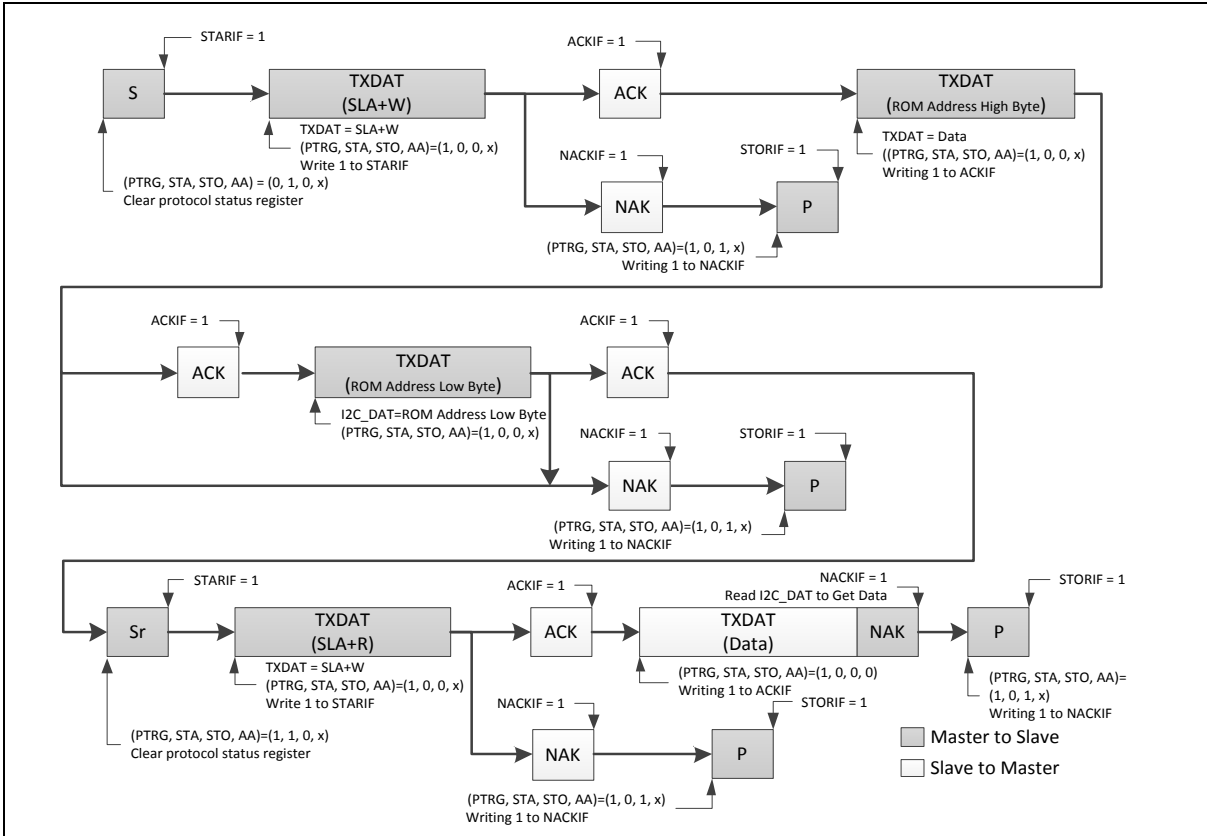 STARIF = 1
S
TXDAT
(SLA+W)
TXDAT = SLA+W
(PTRG, STA, STO, AA)=(1, 0, 0, x)
Write 1 to STARIF
(PTRG, STA, STO, AA) = (0, 1, 0, x)
Clear protocol status register
ACKIF = 1
ACK
NACKIF = 1
NAK
(PTRG, STA, STO, AA)=(1, 0, 1, x)
Writing 1 to NACKIF
STORIF = 1
P
TXDAT
(ROM Address High Byte)
TXDAT = Data
((PTRG, STA, STO, AA)=(1, 0, 0, x)
Writing 1 to ACKIF
ACKIF = 1
ACK
TXDAT
(ROM Address Low Byte)
I2C_DAT=ROM Address Low Byte
(PTRG, STA, STO, AA)=(1, 0, 0, x)
ACKIF = 1
ACK
NACKIF = 1
NAK
(PTRG, STA, STO, AA)=(1, 0, 1, x)
Writing 1 to NACKIF
STORIF = 1
P
STARIF = 1
Sr
(PTRG, STA, STO, AA)=(1, 1, 0, x)
Clear protocol status register
TXDAT
(SLA+R)
TXDAT = SLA+W
(PTRG, STA, STO, AA)=(1, 0, 0, x)
Write 1 to STARIF
ACKIF = 1
ACK
NACKIF = 1
NAK
(PTRG, STA, STO, AA)=(1, 0, 1, x)
Writing 1 to NACKIF
STORIF = 1
P
TXDAT
(Data)
(PTRG, STA, STO, AA)=(1, 0, 0, 0)
Writing 1 to ACKIF
NACKIF = 1
Read I2C_DAT to Get Data
NAK
STORIF = 1
P
(PTRG, STA, STO, AA)=
(1, 0, 1, x)
Writing 1 to NACKIF
Master to Slave
Slave to Master